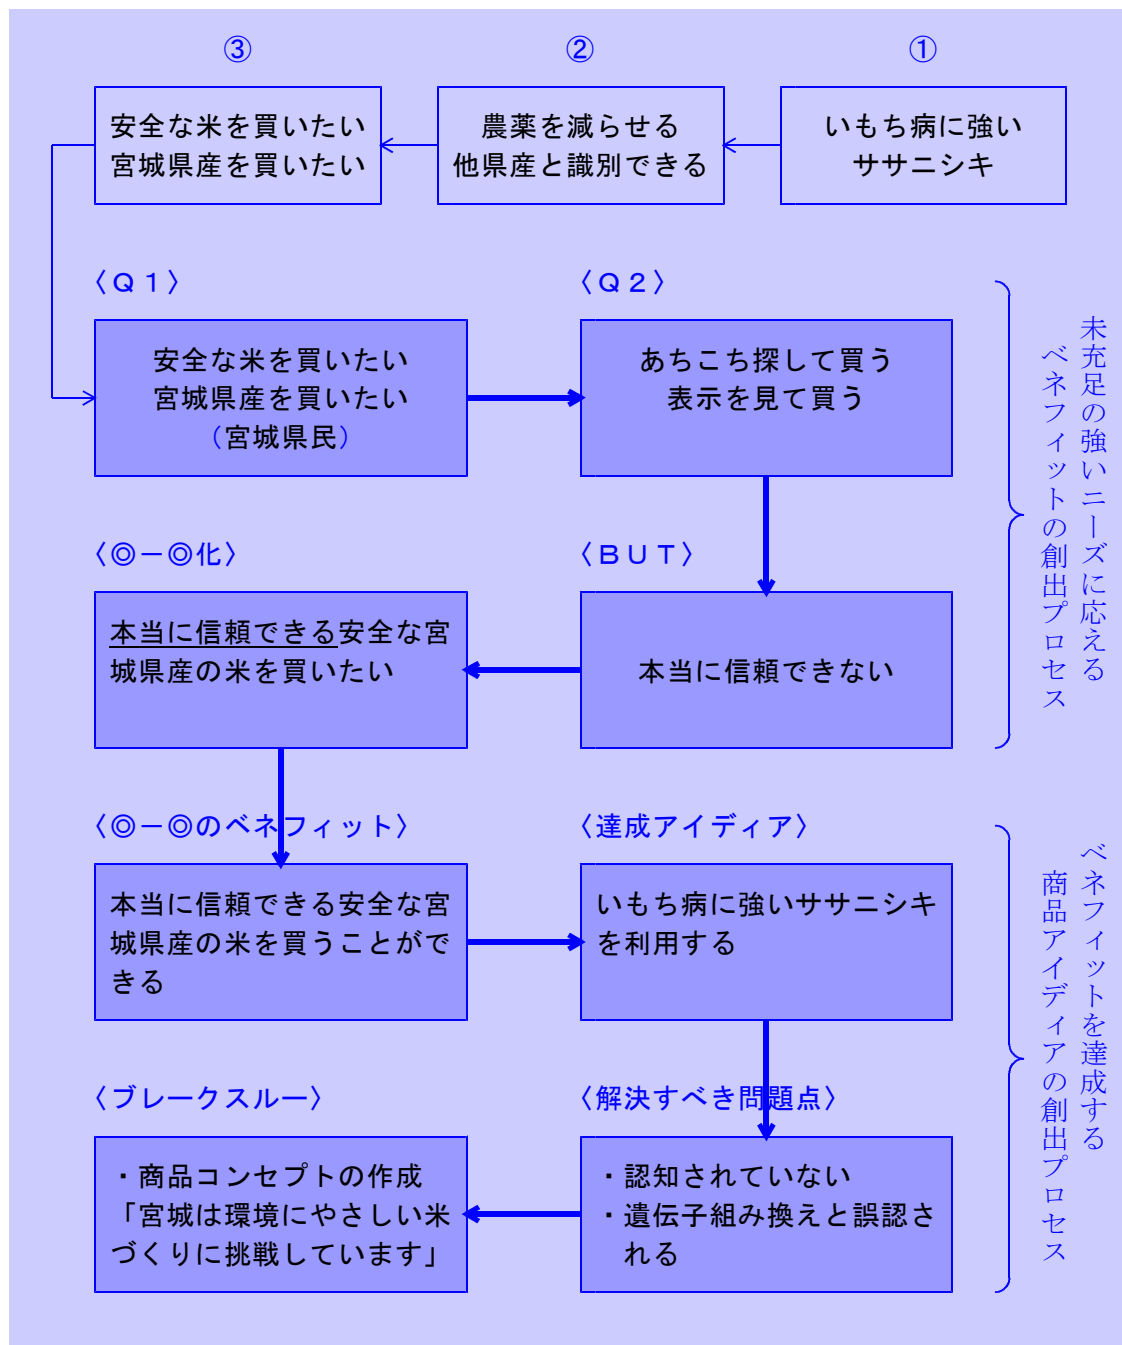 ③
②
①
安全な米を買いたい
宮城県産を買いたい
農薬を減らせる
他県産と識別できる
いもち病に強い
ササニシキ
〈Ｑ１〉
〈Ｑ２〉
安全な米を買いたい
宮城県産を買いたい
（宮城県民）
あちこち探して買う
表示を見て買う
未充足の強いニーズに応える
ベネフィットの創出プロセス
〈◎－◎化〉
〈ＢＵＴ〉
本当に信頼できる安全な宮
城県産の米を買いたい
本当に信頼できない
〈◎－◎のベネフィット〉
〈達成アイディア〉
本当に信頼できる安全な宮
城県産の米を買うことがで
きる
いもち病に強いササニシキ
を利用する
ベネフィットを達成する
商品アイディアの創出プロセス
〈ブレークスルー〉
〈解決すべき問題点〉
・商品コンセプトの作成
「宮城は環境にやさしい米
づくりに挑戦しています」
・認知されていない
・遺伝子組み換えと誤認さ
れる